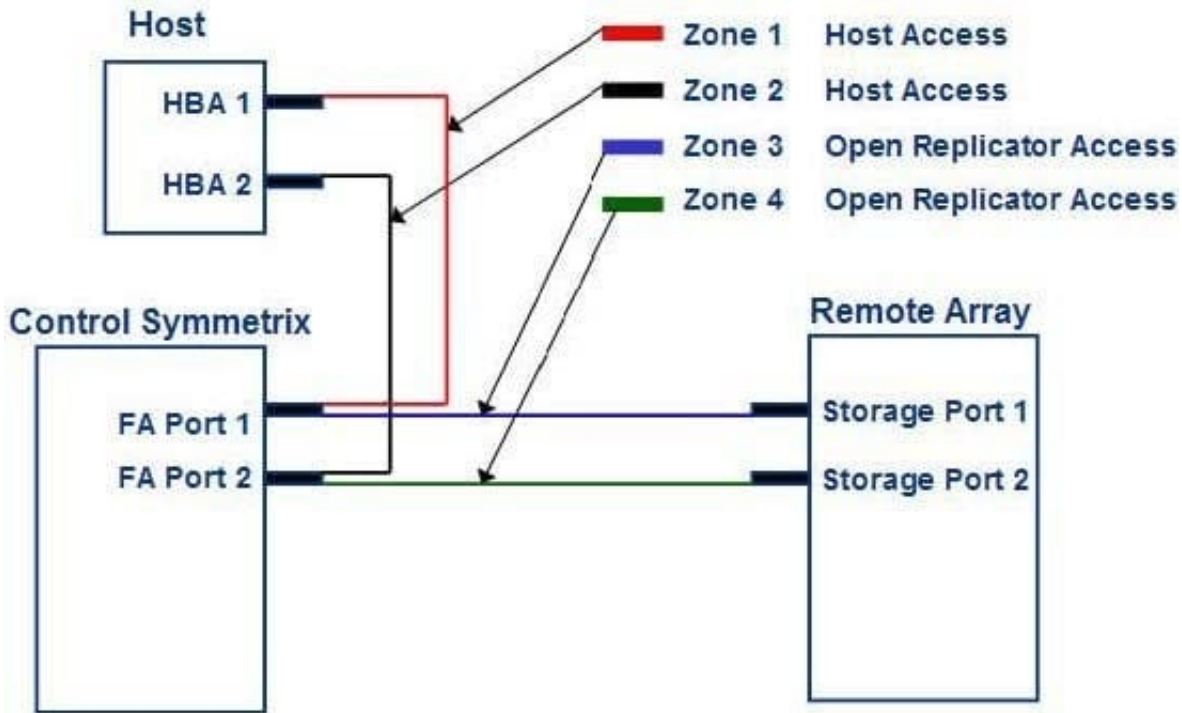 Host
HBA 1
HBA 2
Zone 1 Host Access
Zone 2 Host Access
Zone 3 Open Replicator Access
Zone 4 Open Replicator Access
Control Symmetrix
FA Port 1
FA Port 2
Remote Array
Storage Port 1
Storage Port 2